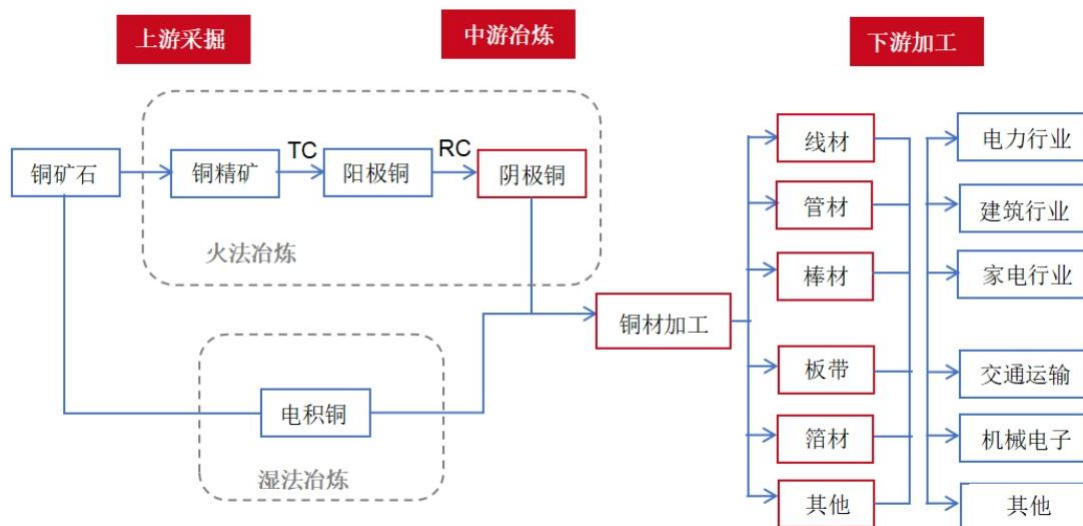 上游采掘
中游冶炼
下游加工
铜矿石
铜精矿
TC
阳极铜
RC
阴极铜
火法冶炼
电积铜
湿法冶炼
铜材加工
线材
管材
棒材
板带
箔材
其他
电力行业
建筑行业
家电行业
交通运输
机械电子
其他